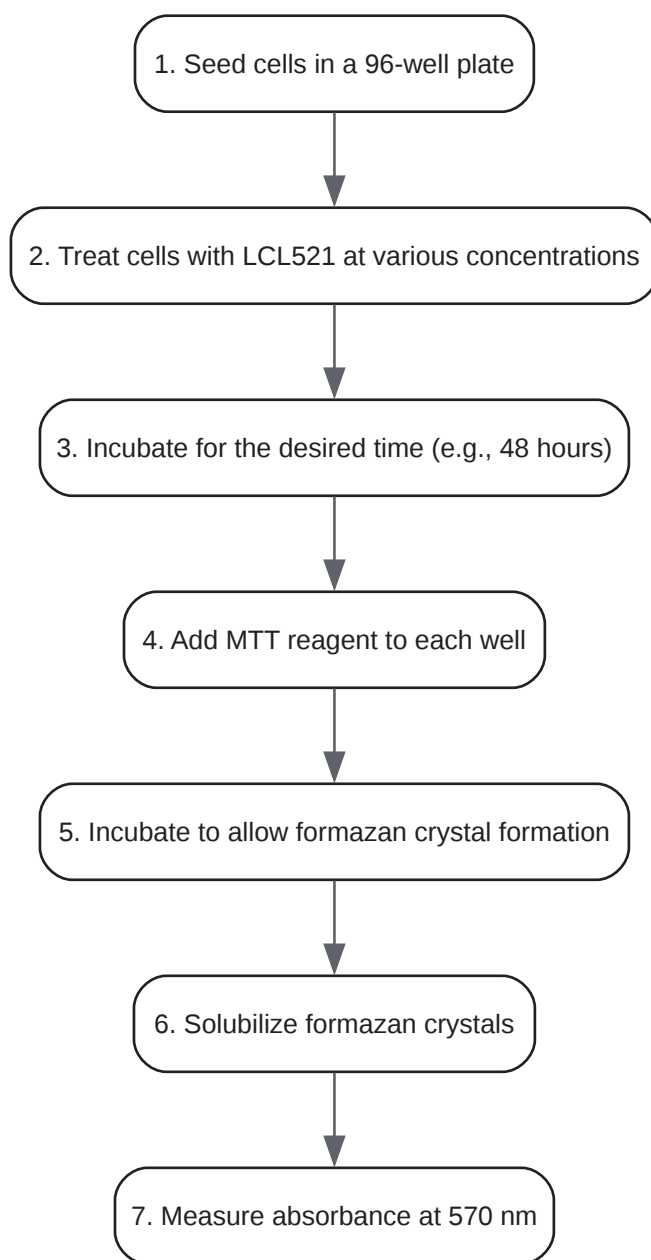 1. Seed cells in a 96-well plate
2. Treat cells with LCL521 at various concentrations
3. Incubate for the desired time (e.g., 48 hours)
4. Add MTT reagent to each well
5. Incubate to allow formazan crystal formation
6. Solubilize formazan crystals
7. Measure absorbance at 570 nm